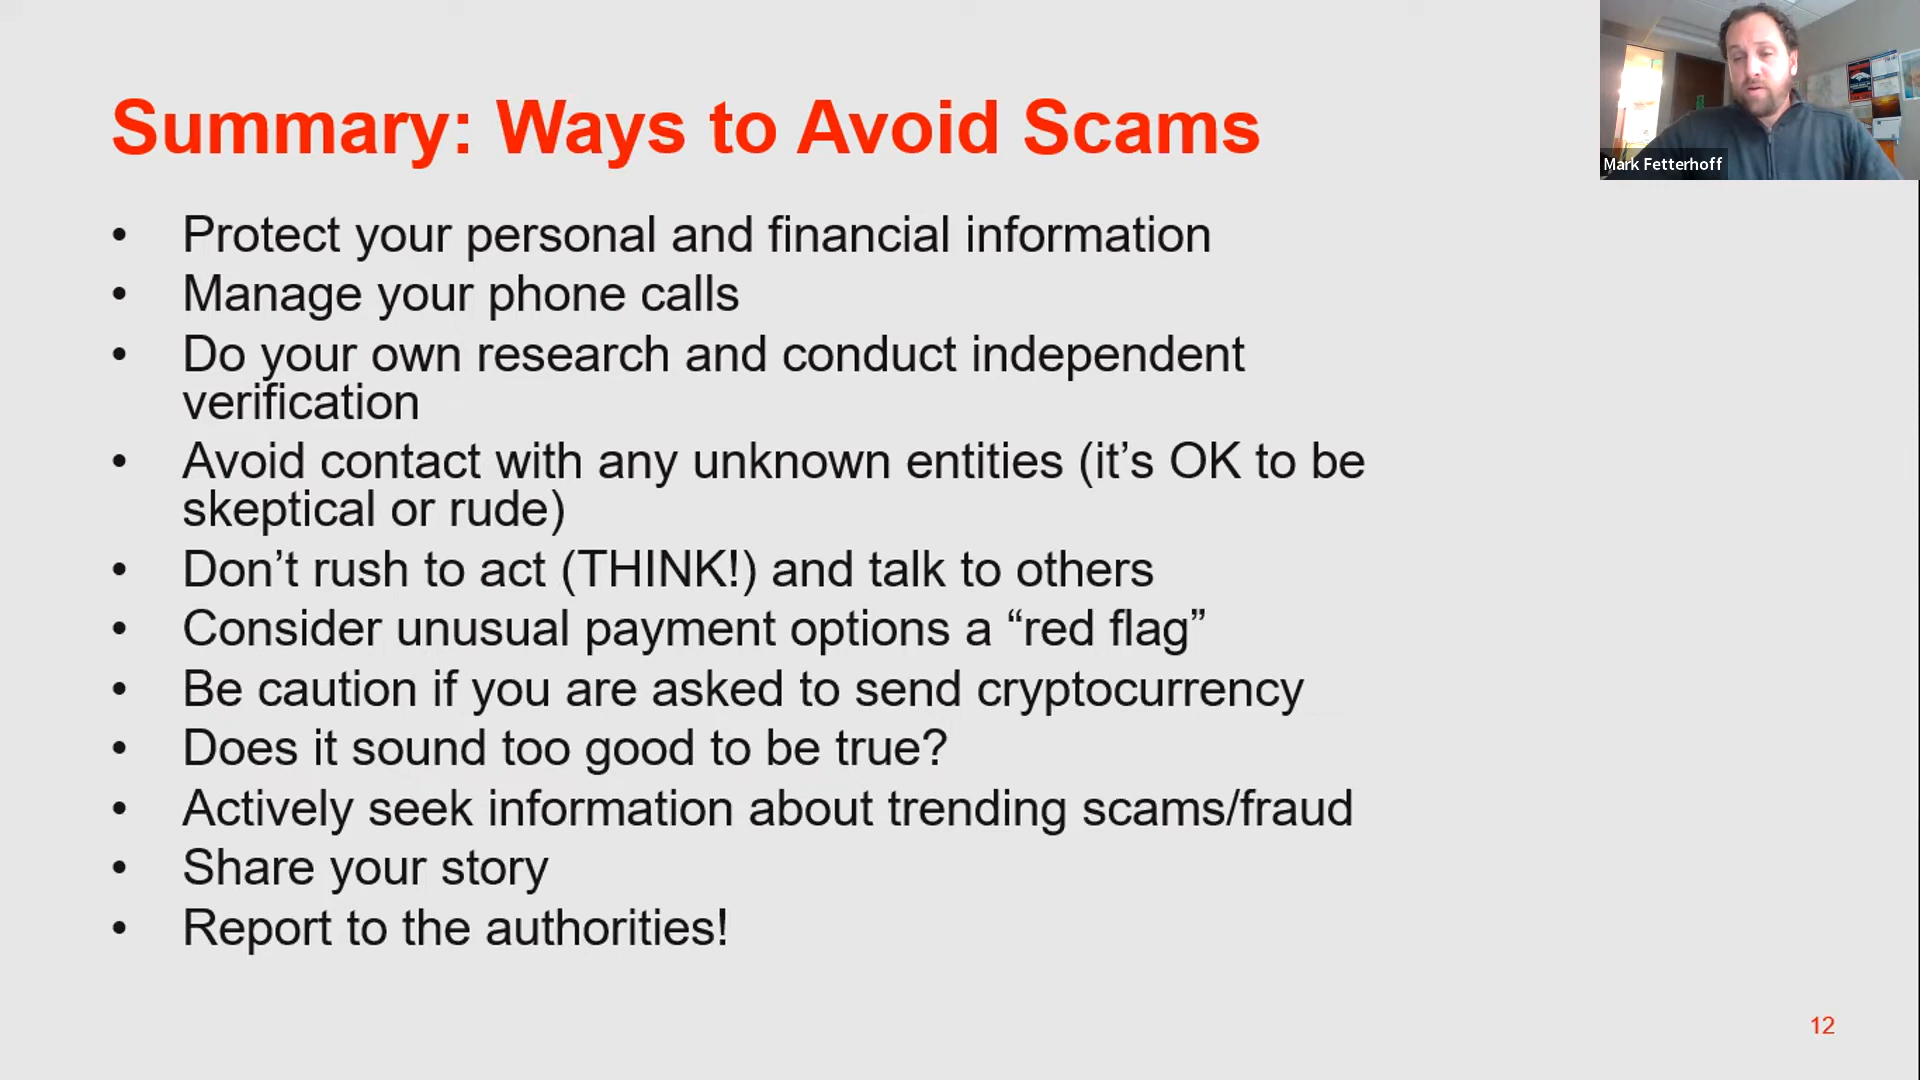 Summary: Ways to Avoid Scams
• Protect your personal and financial information
• Manage your phone calls
• Do your own research and conduct independent
verification
• Avoid contact with any unknown entities (it’s OK to be
skeptical or rude)
• Don’t rush to act (THINK!) and talk to others
• Consider unusual payment options a “red flag”
• Be caution if you are asked to send cryptocurrency
• Does it sound too good to be true?
• Actively seek information about trending scams/fraud
• Share your story
• Report to the authorities!
Mark Fetterhoff
12